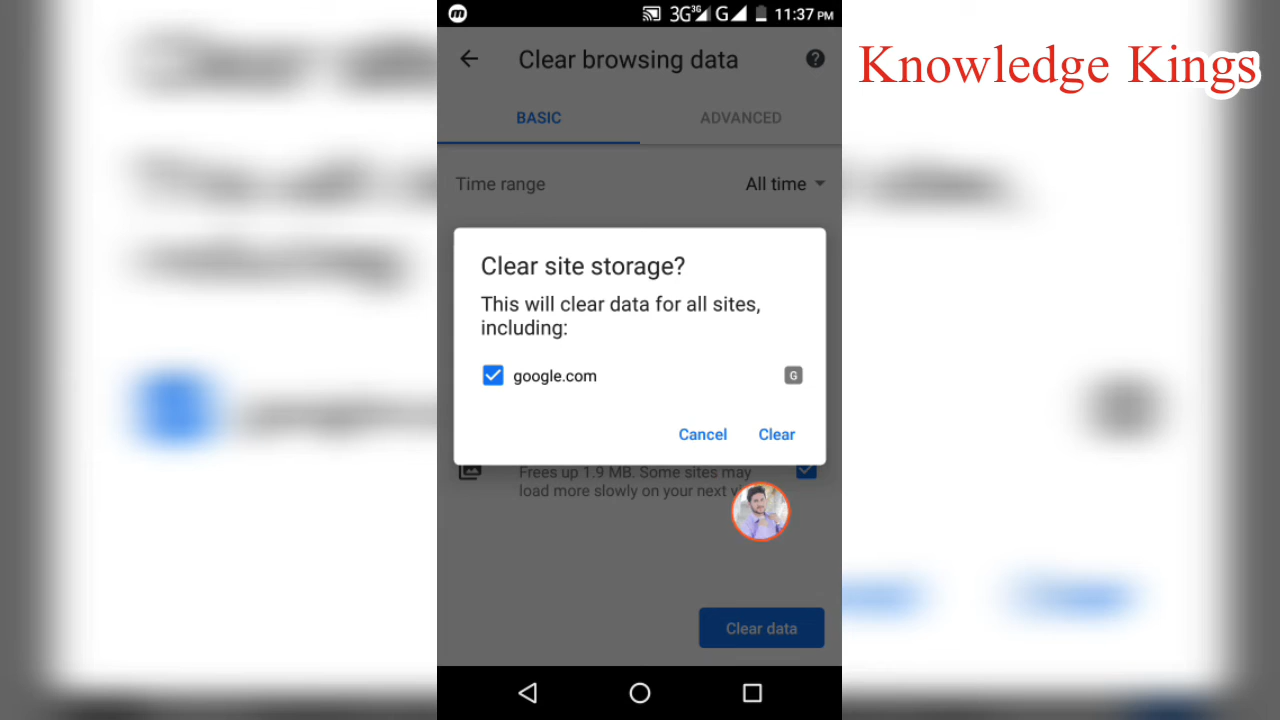 3G 3G G 11:37 PM
Clear browsing data
Knowledge Kings
BASIC ADVANCED
Time range All time
Clear site storage?
This will clear data for all sites,
including:
google.com G
Cancel Clear
Frees up 1.9 MB. Some sites may
load more slowly on your next
Clear data